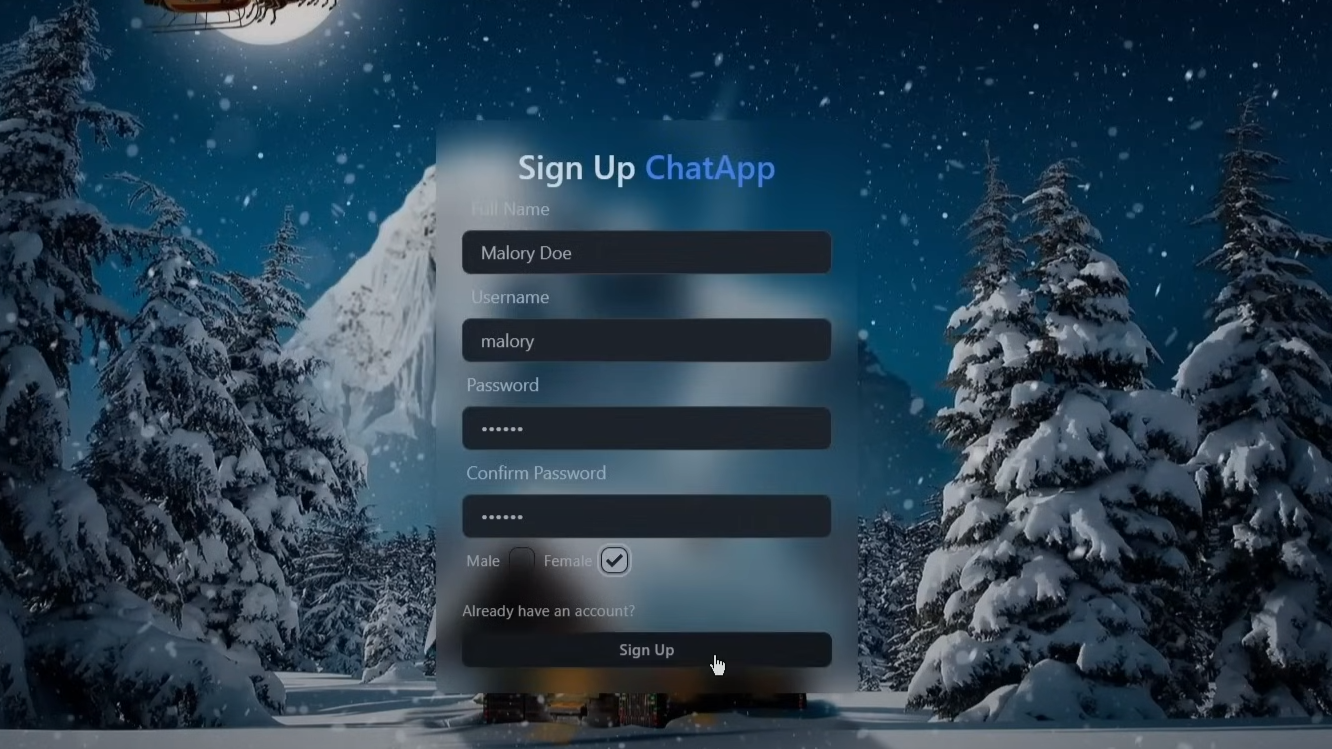 Sign Up ChatApp
Full Name
Malory Doe
Username
malory
Password
••••••
Confirm Password
••••••
Male Female
Already have an account?
Sign Up